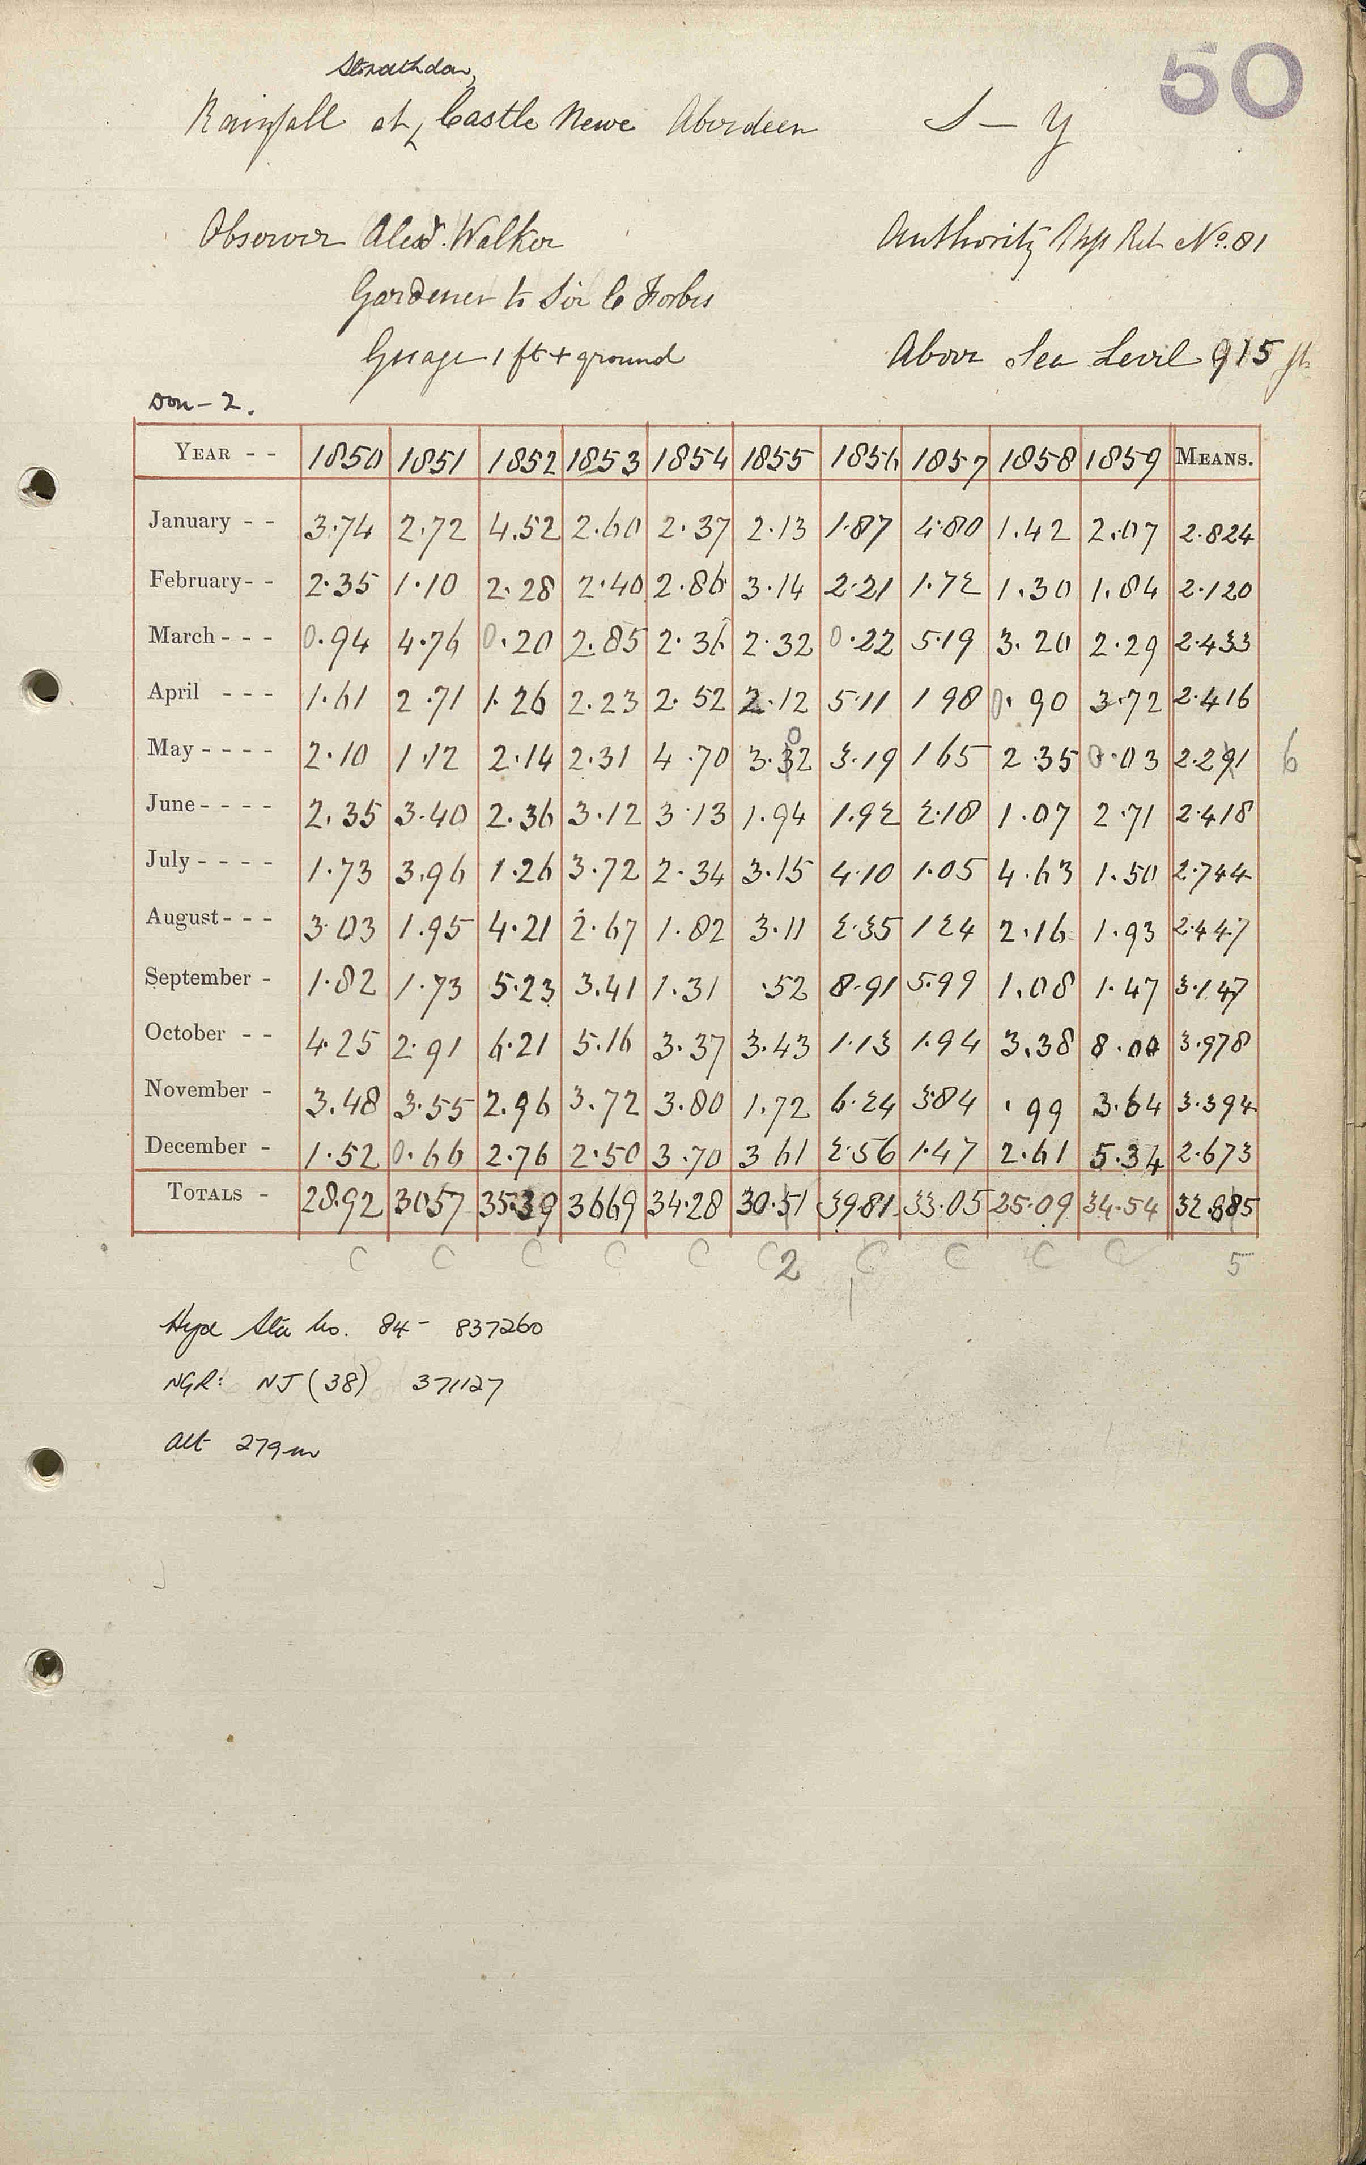 50
Strathdon,
Rainfall at Castle Newe Aberdeen S — Y
Observer Alexr. Walker Authority No. 81
Gardener to Sir C Forbes
Guage 1 ft + ground Above Sea Level 915 ft
Don - 2.
YEAR - - 1850 1851 1852 1853 1854 1855 1856 1857 1858 1859 MEANS.
January - - 3.74 2.72 4.52 2.60 2.37 2.13 1.87 4.80 1.42 2.07 2.824
February - - 2.35 1.10 2.28 2.40 2.86 3.14 2.21 1.72 1.30 1.84 2.120
March - - - 0.94 4.76 0.20 2.85 2.36 2.32 0.22 5.19 3.20 2.29 2.433
April - - - 1.61 2.71 1.26 2.23 2.52 2.12 5.11 1 98 0.90 3.72 2.416
0
May - - - - 2.10 1.12 2.14 2.31 4.70 3.32 3.19 1 65 2.35 0.03 2.291 6
June - - - - 2.35 3.40 2.36 3.12 3.13 1.94 1.92 2.18 1.07 2.71 2.418
July - - - - 1.73 3.96 1.26 3.72 2.34 3.15 4.10 1.05 4.63 1.50 2.744
August - - - 3.03 1.95 4.21 2.67 1.82 3.11 2.35 1 24 2.16 1.93 2.447
September - 1.82 1.73 5.23 3.41 1.31 .52 8.91 5.99 1.08 1.47 3.147
October - - 4.25 2.91 6.21 5.16 3.37 3.43 1.13 1.94 3.38 8.00 3.978
November - 3.48 3.55 2.96 3.72 3.80 1.72 6.24 3.84 .99 3.64 3.394
December - 1.52 0.66 2.76 2.50 3.70 3 61 2.56 1.47 2.61 5.34 2.673
TOTALS - 28.92 3057 35.39 3669 34.28 30.51 39.81 33.05 25.09 34.54 32.885
C C C C C C 2 C C C C 5
Hyd Sta No. 84 - 837260
NGR: NJ (38) 371127
Alt 279m